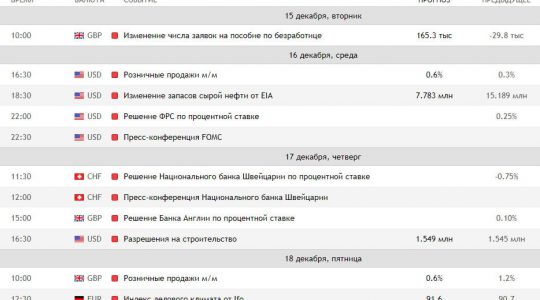 ВРЕМЯ ВАЛЮТА СОБЫТИЕ ПРОГНОЗ ПРЕДЫДУЩЕЕ
15 декабря, вторник
10:00 GBP Изменение числа заявок на пособие по безработице 165.3 тыс -29.8 тыс
16 декабря, среда
16:30 USD Розничные продажи м/м 0.6% 0.3%
18:30 USD Изменение запасов сырой нефти от EIA 7.783 млн 15.189 млн
22:00 USD Решение ФРС по процентной ставке 0.25%
22:30 USD Пресс-конференция FOMC
17 декабря, четверг
11:30 CHF Решение Национального банка Швейцарии по процентной ставке -0.75%
12:00 CHF Пресс-конференция Национального банка Швейцарии
15:00 GBP Решение Банка Англии по процентной ставке 0.10%
16:30 USD Разрешения на строительство 1.549 млн 1.545 млн
18 декабря, пятница
10:00 GBP Розничные продажи м/м 0.6% 1.2%
12:30 EUR Индекс делового климата от Ifo 91.6 90.7